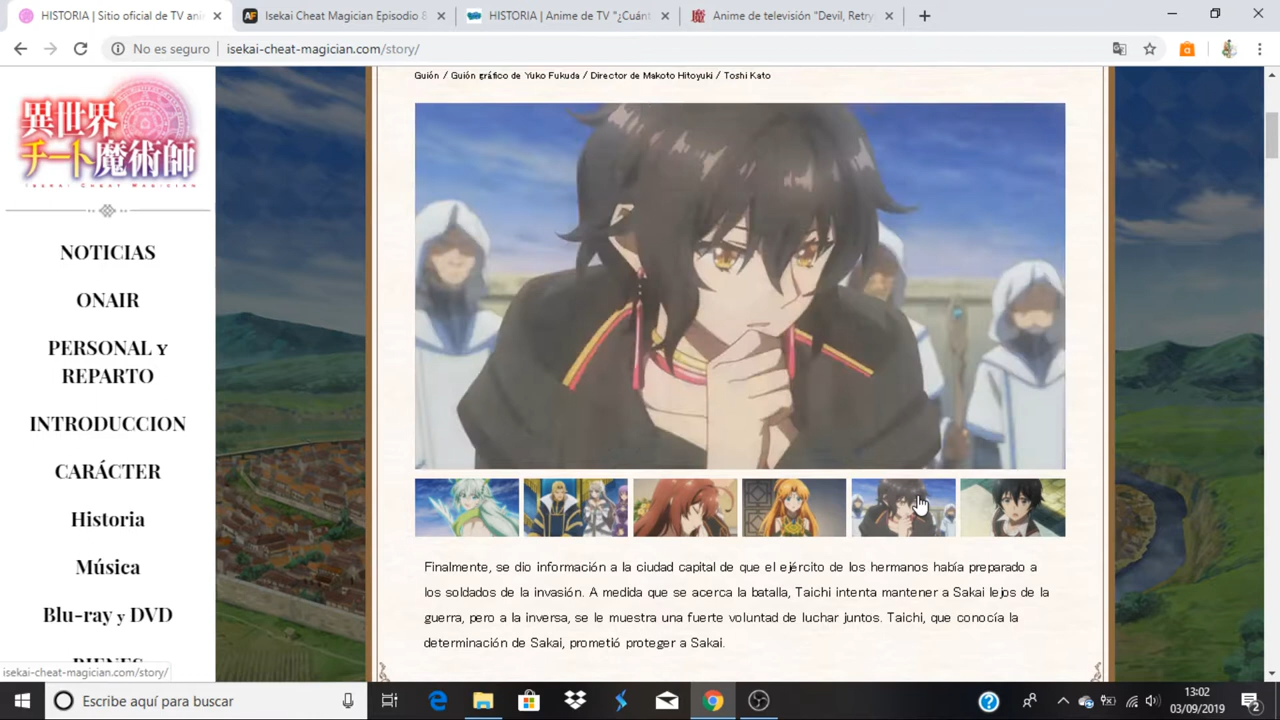 HISTORIA | Sitio oficial de TV ani
Isekai Cheat Magician Episodio 8
HISTORIA | Anime de TV "¿Cuánt
Anime de televisión "Devil, Retry
No es seguro
isekai-cheat-magician.com/story/
異世界
チート魔術師
ISEKAI CHEAT MAGICIAN
NOTICIAS
ONAIR
PERSONAL Y
REPARTO
INTRODUCCION
CARÁCTER
Historia
Música
Blu-ray y DVD
BIENES
Guión / Guión gráfico de Yuko Fukuda / Director de Makoto Hitoyuki / Toshi Kato
Finalmente, se dio información a la ciudad capital de que el ejército de los hermanos había preparado a
los soldados de la invasión. A medida que se acerca la batalla, Taichi intenta mantener a Sakai lejos de la
guerra, pero a la inversa, se le muestra una fuerte voluntad de luchar juntos. Taichi, que conocía la
determinación de Sakai, prometió proteger a Sakai.
isekai-cheat-magician.com/story/
Escribe aquí para buscar
13:02
03/09/2019
2